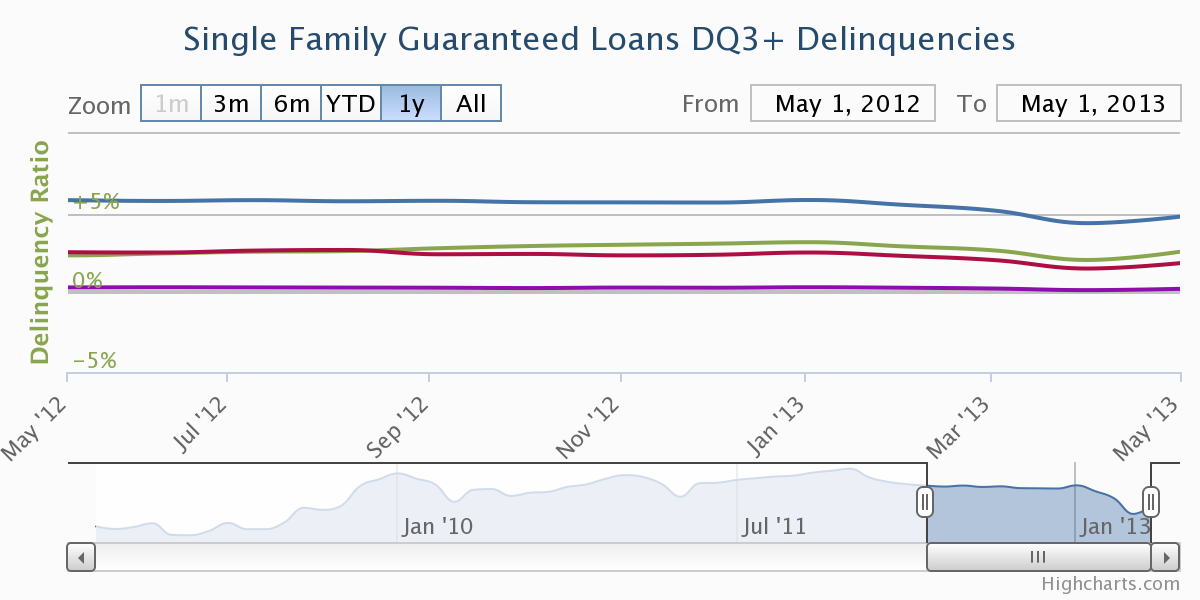 Single Family Guaranteed Loans DQ3+ Delinquencies
Zoom 1m 3m 6m YTD 1y All From May 1, 2012 To May 1, 2013
Delinquency Ratio
+5%
0%
−5%
May '12 Jul '12 Sep '12 Nov '12 Jan '13 Mar '13 May '13
Jan '10 Jul '11 Jan '13
Highcharts.com